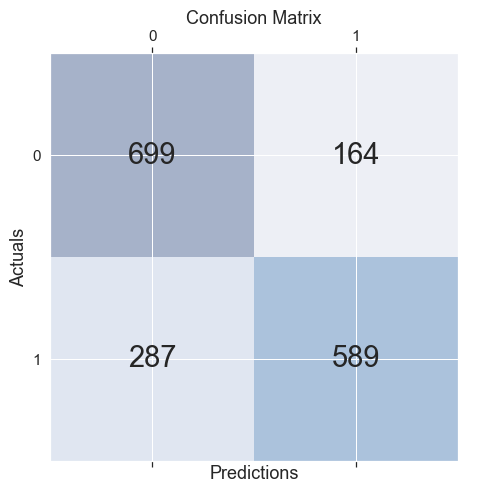 Confusion Matrix
0 1
0 699 164
Actuals
1 287 589
Predictions